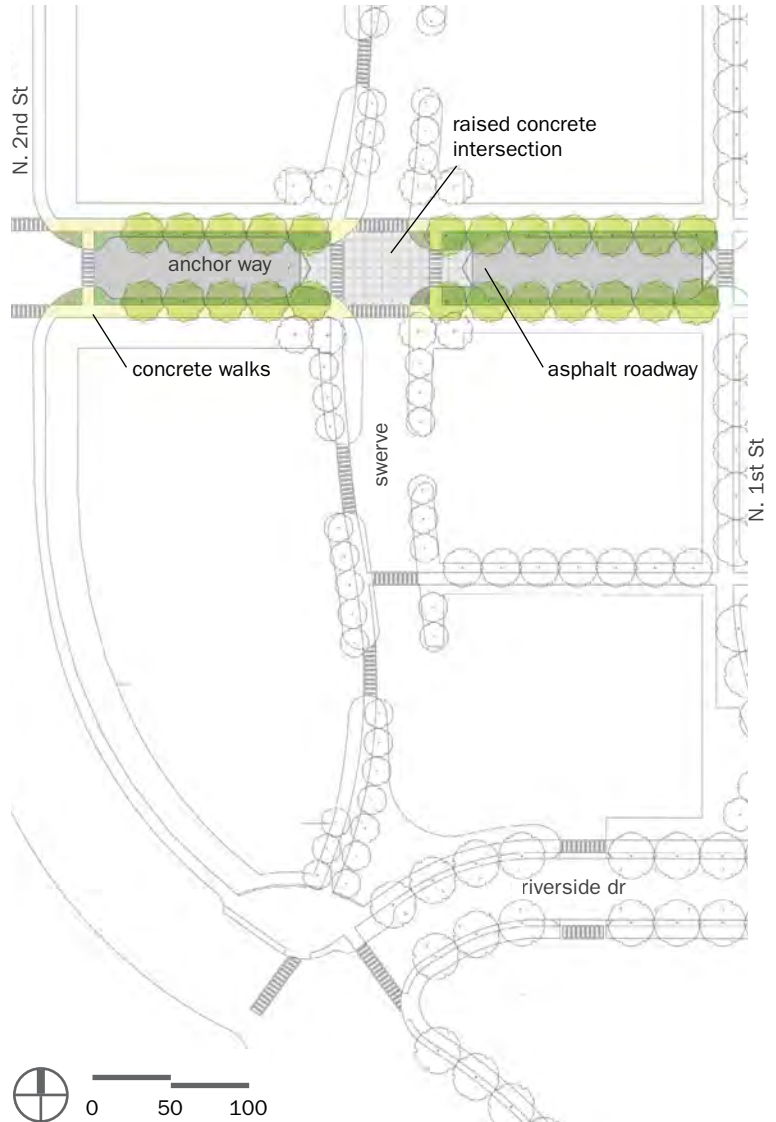 N. 2nd St
raised concrete
intersection
anchor way
concrete walks
asphalt roadway
swerve
N. 1st St
riverside dr
0 50 100